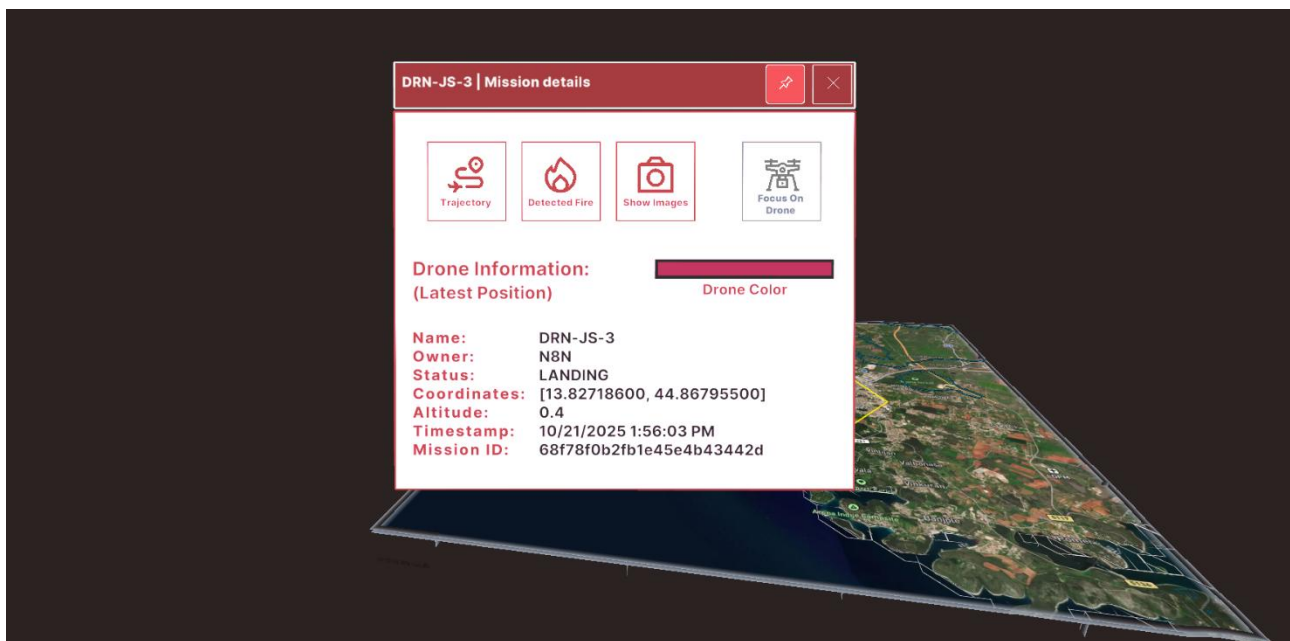 DRN-JS-3 | Mission details
Trajectory
Detected Fire
Show Images
Focus On
Drone
Drone Information:
(Latest Position)
Drone Color
Name: DRN-JS-3
Owner: N8N
Status: LANDING
Coordinates: [13.82718600, 44.86795500]
Altitude: 0.4
Timestamp: 10/21/2025 1:56:03 PM
Mission ID: 68f78f0b2fb1e45e4b43442d
Banjole